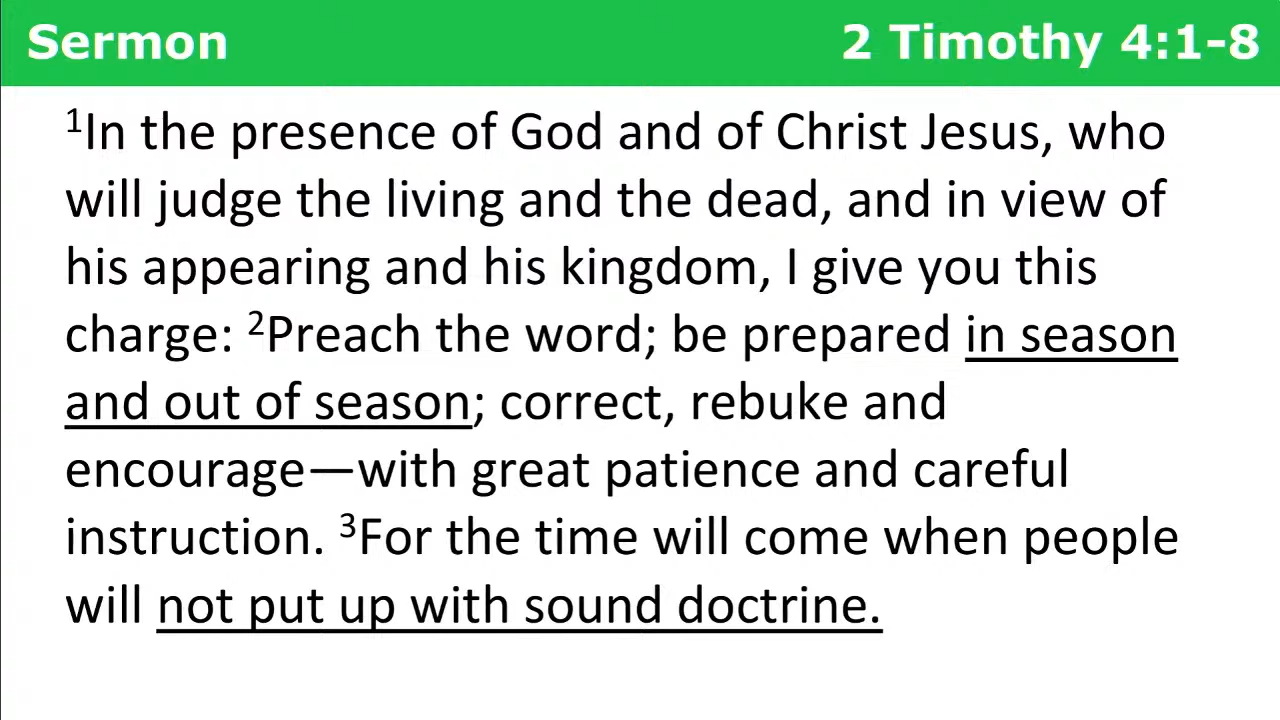 Sermon 2 Timothy 4:1-8
¹In the presence of God and of Christ Jesus, who
will judge the living and the dead, and in view of
his appearing and his kingdom, I give you this
charge: ²Preach the word; be prepared in season
and out of season; correct, rebuke and
encourage—with great patience and careful
instruction. ³For the time will come when people
will not put up with sound doctrine.